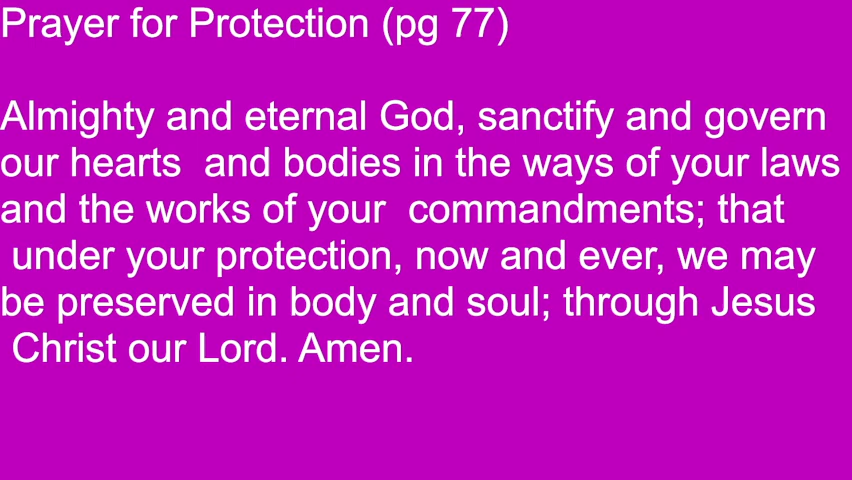 Prayer for Protection (pg 77)

Almighty and eternal God, sanctify and govern
our hearts  and bodies in the ways of your laws
and the works of your  commandments; that
 under your protection, now and ever, we may
be preserved in body and soul; through Jesus
 Christ our Lord. Amen.